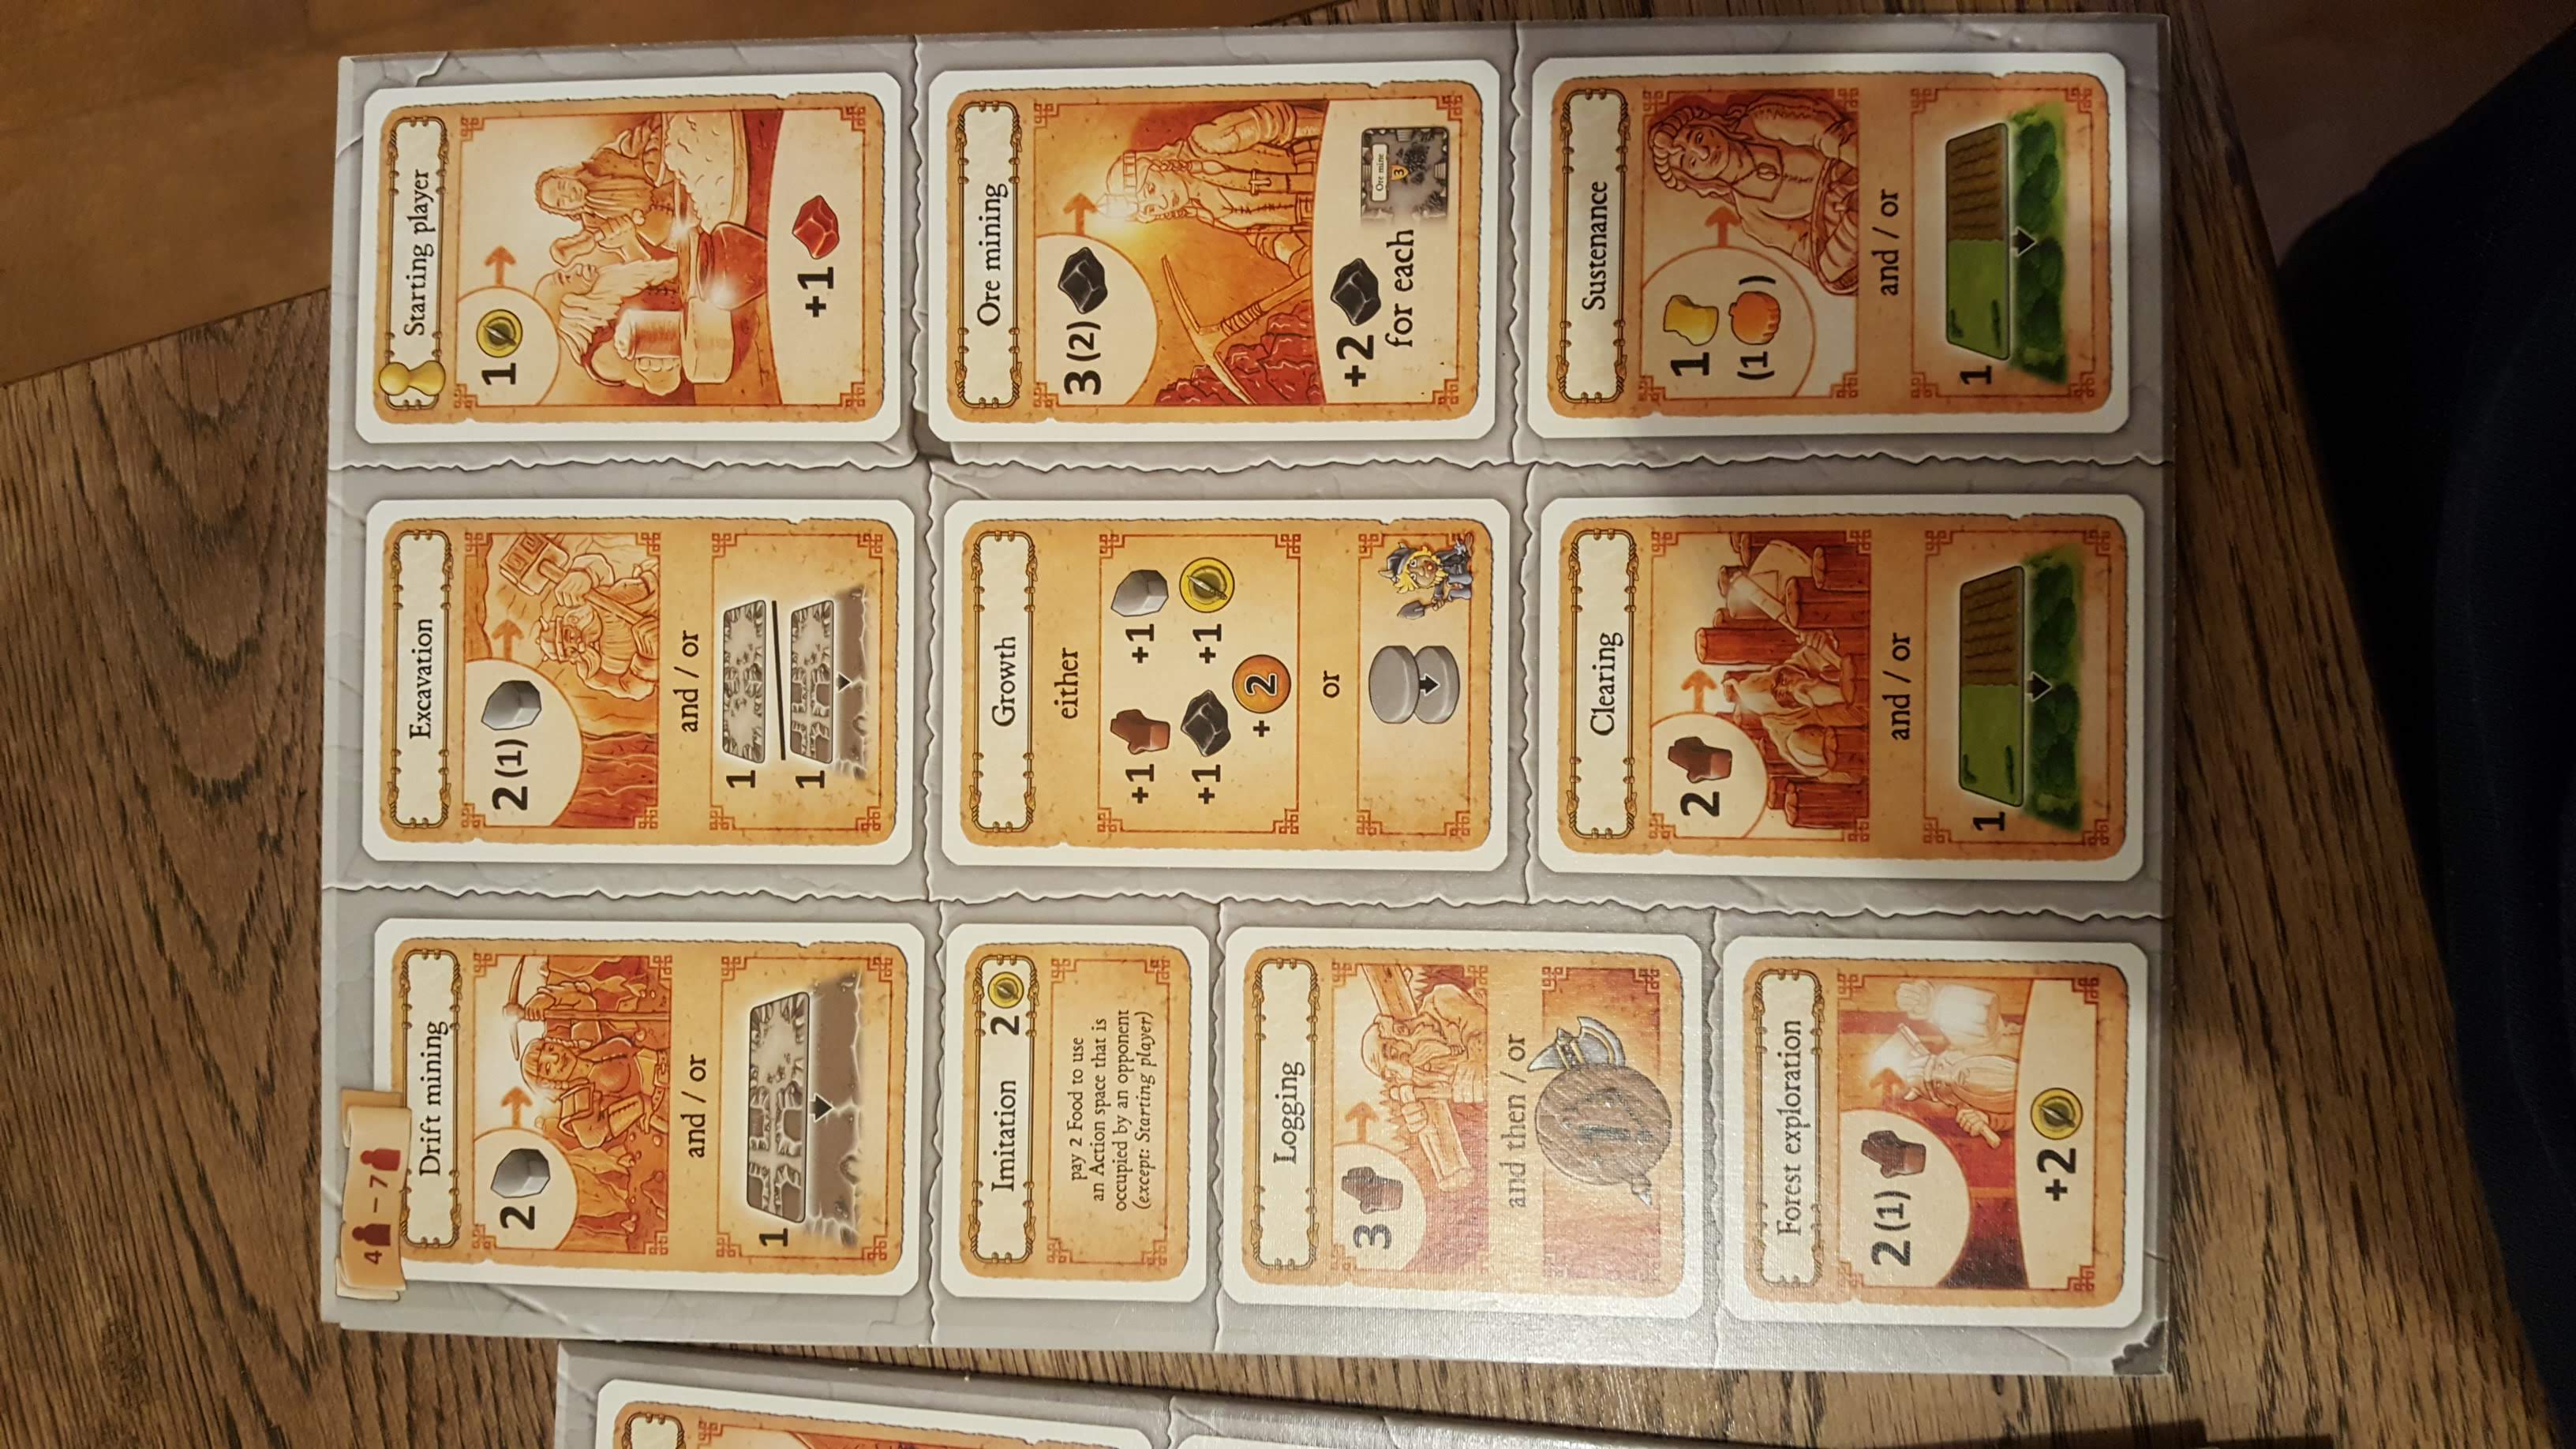 4 - 7
Drift mining
2
and / or
1
Excavation
2 (1)
and / or
1
1
Starting player
1
+1
Imitation 2
pay 2 Food to use
an Action space that is
occupied by an opponent
(except: Starting player)
Growth
either
+1 +1
+1 +1
+ 2
or
Ore mining
3 (2)
+2
for each
Ore mine
3
Logging
3
and then / or
1
Forest exploration
2 (1)
+2
Clearing
2
and / or
1
Sustenance
1
(1 )
and / or
1